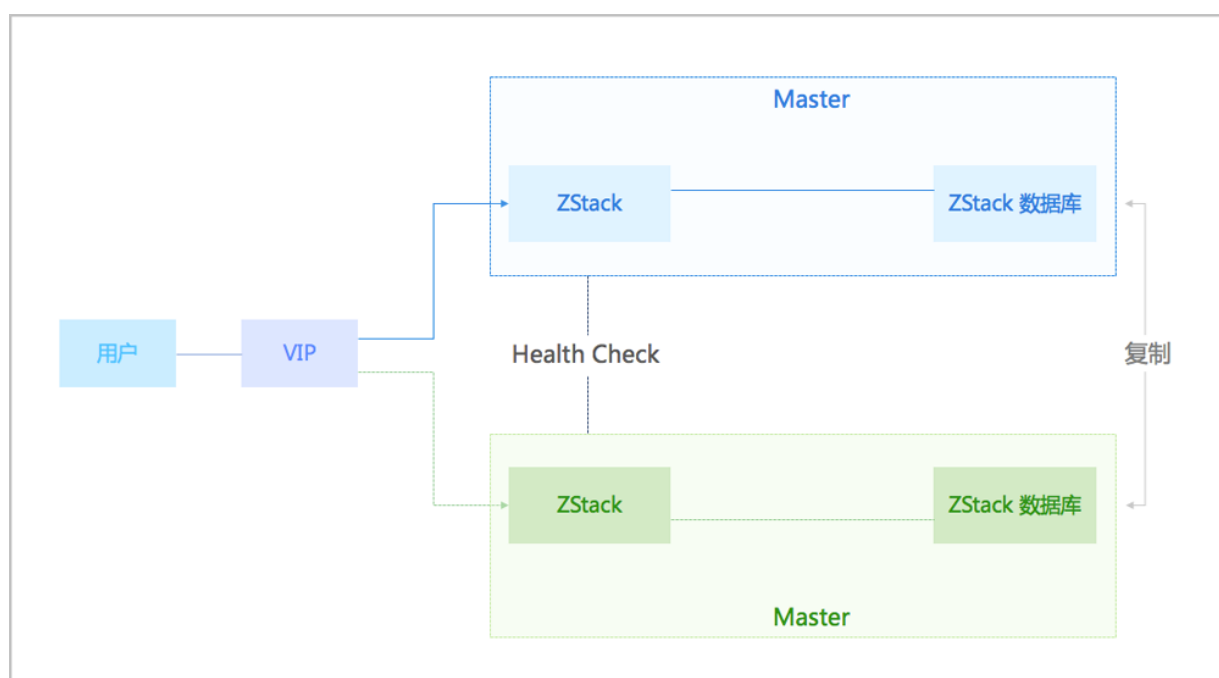 Master
ZStack
ZStack 数据库
用户
VIP
Health Check
复制
ZStack
ZStack 数据库
Master